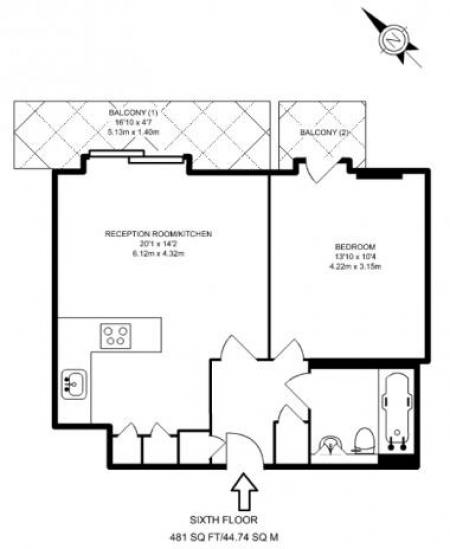 N
BALCONY (1)
16'10 x 4'7
5.13m x 1.40m
BALCONY (2)
RECEPTION ROOM/KITCHEN
20'1 x 14'2
6.12m x 4.32m
BEDROOM
13'10 x 10'4
4.22m x 3.15m
SIXTH FLOOR
481 SQ FT/44.74 SQ M